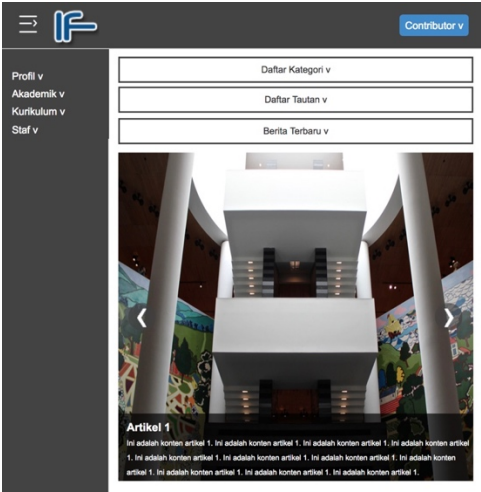 IF
Contributor v
Profil v
Akademik v
Kurikulum v
Staf v
Daftar Kategori v
Daftar Tautan v
Berita Terbaru v
Artikel 1
Ini adalah konten artikel 1. Ini adalah konten artikel 1. Ini adalah konten artikel 1. Ini adalah konten artikel
1. Ini adalah konten artikel 1. Ini adalah konten artikel 1. Ini adalah konten artikel 1. Ini adalah konten
artikel 1. Ini adalah konten artikel 1. Ini adalah konten artikel 1. Ini adalah konten artikel 1.